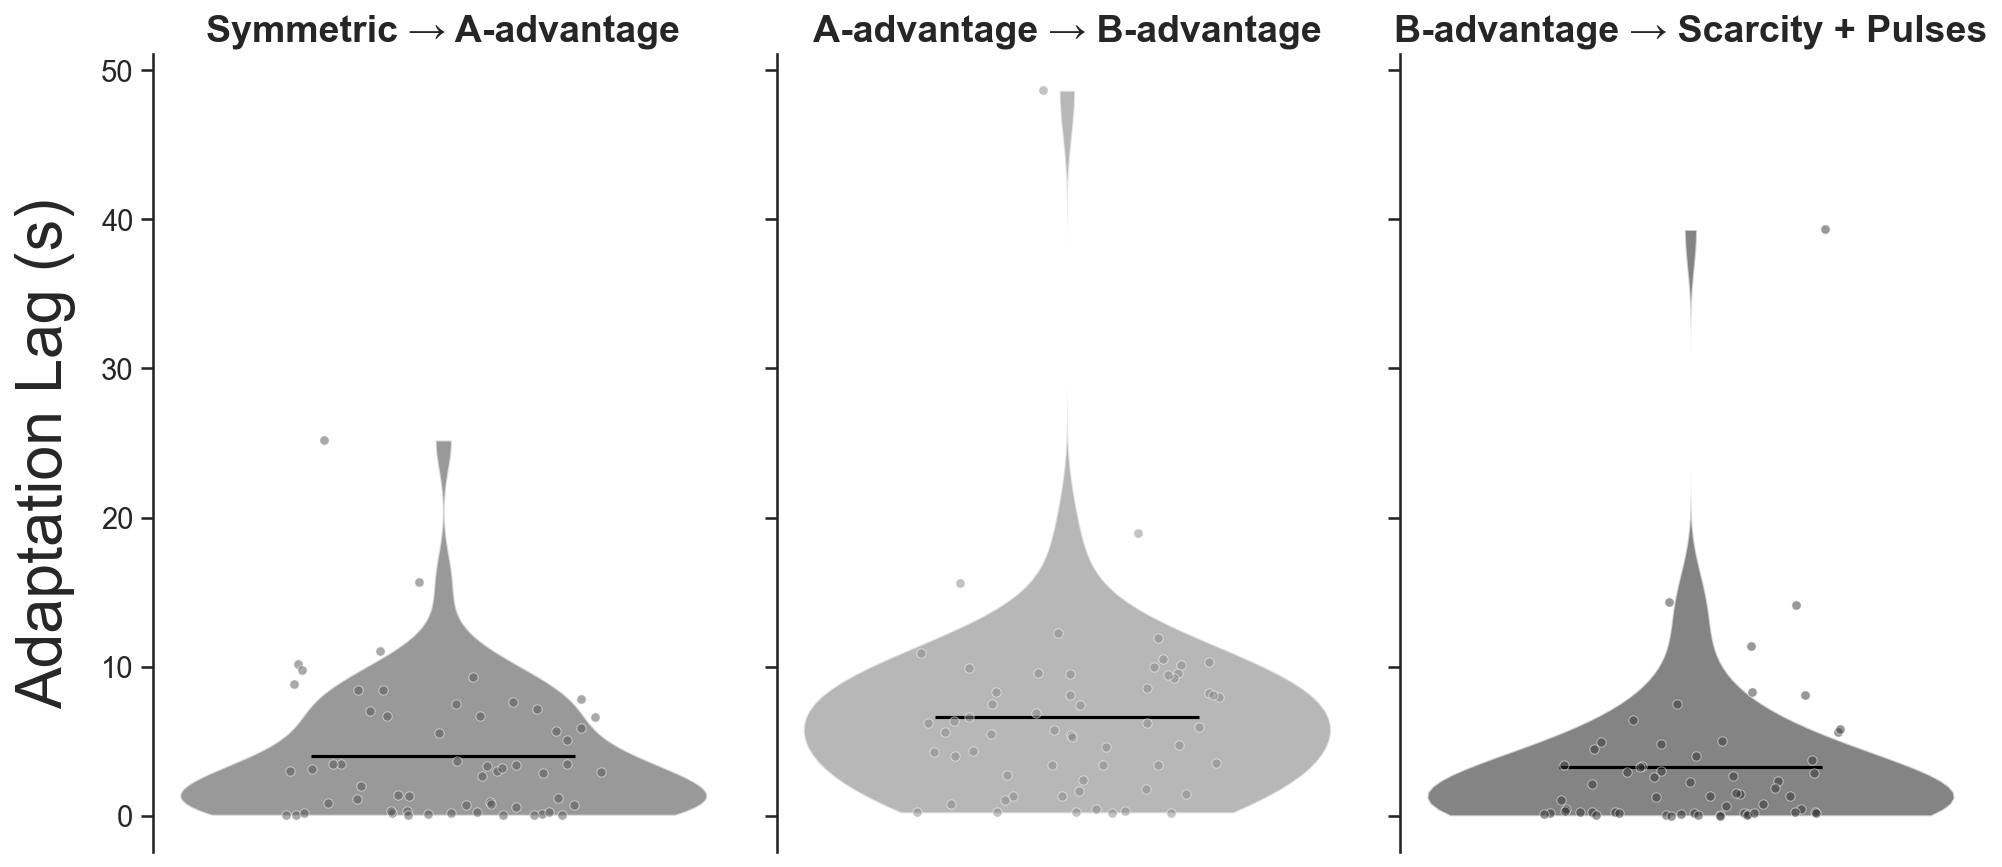 Symmetric → A-advantage
A-advantage → B-advantage
B-advantage → Scarcity + Pulses
Adaptation Lag (s)
50
40
30
20
10
0